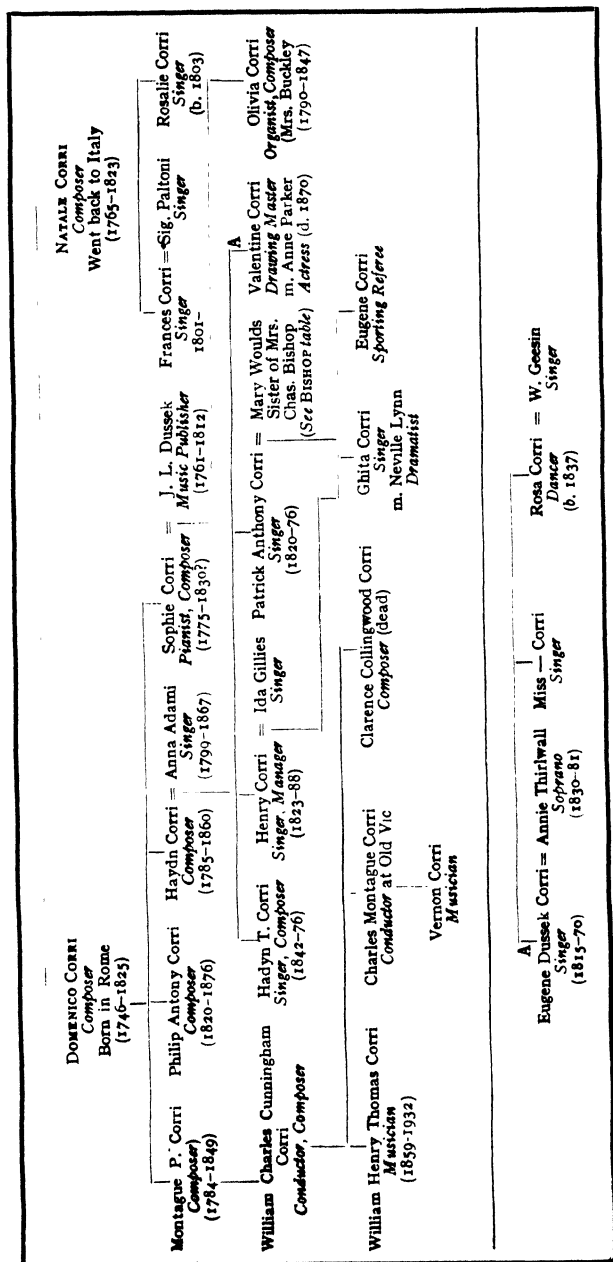 DOMENICO CORRI
Composer
Born in Rome
(1746–1825)
NATALE CORRI
Composer
Went back to Italy
(1765–1823)
Montague P. Corri
Composer)
(1784–1849)
Philip Antony Corri
Composer
(1820–1876)
Haydn Corri = Anna Adami
Composer
(1785–1860)
Singer
(1799–1867)
Sophie Corri = J. L. Dussek
Pianist, Composer
(1775–1830?)
Music Publisher
(1761–1812)
Frances Corri = Sig. Paltoni
Singer
1801–
Singer
Rosalie Corri
Singer
(b. 1803)
William Charles Cunningham
Corri
Conductor, Composer
Hadyn T. Corri
Singer, Composer
(1842–76)
Henry Corri = Ida Gillies
Singer, Manager
(1823–88)
Singer
Patrick Anthony Corri = Mary Woulds
Singer
(1820–76)
Sister of Mrs.
Chas. Bishop
(See BISHOP table)
A
Valentine Corri
Drawing Master
m. Anne Parker
Actress (d. 1870)
Olivia Corri
Organist, Composer
(Mrs. Buckley)
(1790–1847)
William Henry Thomas Corri
Musician
(1859–1932)
Charles Montague Corri
Conductor at Old Vic
Clarence Collingwood Corri
Composer (dead)
Ghita Corri
Singer
m. Neville Lynn
Dramatist
Eugene Corri
Sporting Referee
Vernon Corri
Musician
A
Eugene Dussek Corri = Annie Thirlwall
Singer
(1815–70)
Soprano
(1830–81)
Miss — Corri
Singer
Rosa Corri = W. Geesin
Dancer
(b. 1837)
Singer